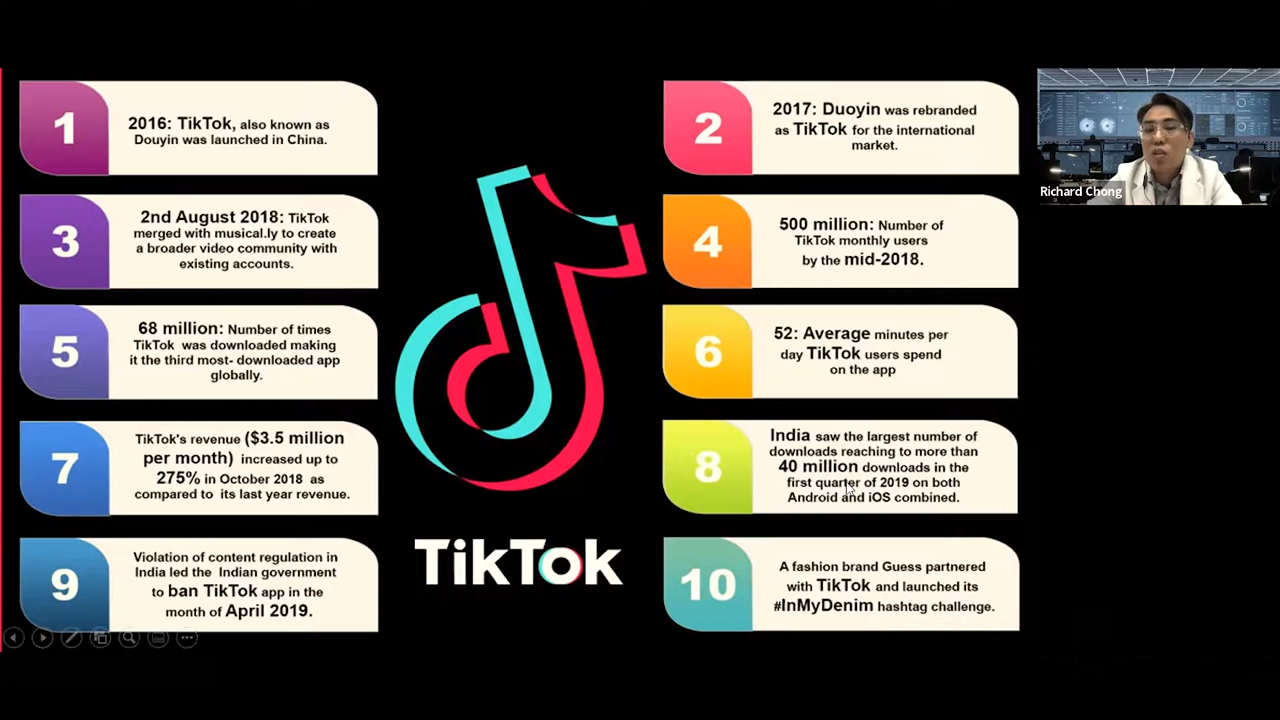 1
2016: TikTok, also known as
Douyin was launched in China.
2
2017: Duoyin was rebranded
as TikTok for the international
market.
Richard Chong
3
2nd August 2018: TikTok
merged with musical.ly to create
a broader video community with
existing accounts.
4
500 million: Number of
TikTok monthly users
by the mid-2018.
5
68 million: Number of times
TikTok was downloaded making
it the third most- downloaded app
globally.
6
52: Average minutes per
day TikTok users spend
on the app
7
TikTok's revenue ($3.5 million
per month) increased up to
275% in October 2018 as
compared to its last year revenue.
8
India saw the largest number of
downloads reaching to more than
40 million downloads in the
first quarter of 2019 on both
Android and iOS combined.
9
Violation of content regulation in
India led the Indian government
to ban TikTok app in the
month of April 2019.
TikTok
10
A fashion brand Guess partnered
with TikTok and launched its
#InMyDenim hashtag challenge.